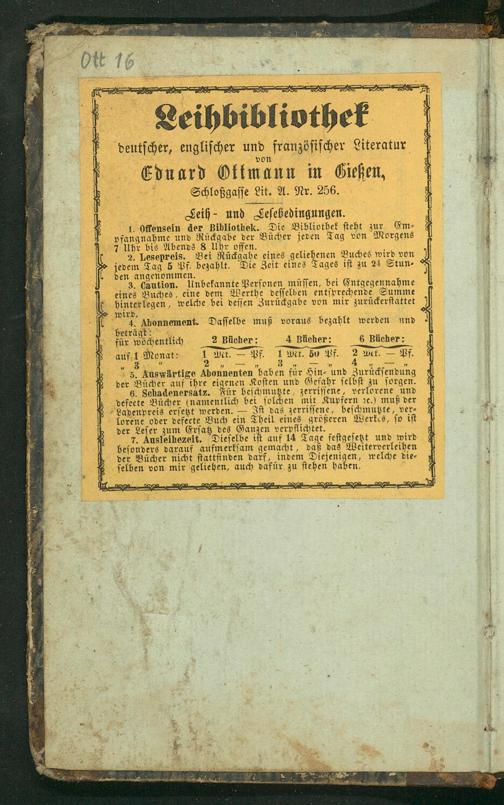 Ott 16
Leihbibliothek
deutscher, englischer und französischer Literatur
von
Eduard Ottmann in Gießen,
Schloßgasse Lit. A. Nr. 256.
Leih- und Lesebedingungen.
1. Offensein der Bibliothek. Die Bibliothek steht zur Em-
pfangnahme und Rückgabe der Bücher jeden Tag von Morgens
7 Uhr bis Abends 8 Uhr offen.
2. Lesepreis. Bei Rückgabe eines geliehenen Buches wird von
jedem Tag 5 Pf. bezahlt. Die Zeit eines Tages ist zu 24 Stun-
den angenommen.
3. Caution. Unbekannte Personen müssen, bei Entgegennahme
eines Buches, eine dem Werthe desselben entsprechende Summe
hinterlegen, welche bei dessen Zurückgabe von mir zurückerstattet
wird.
4. Abonnement. Dasselbe muß voraus bezahlt werden und
beträgt:
für wöchentlich 2 Bücher: 4 Bücher: 6 Bücher:
auf 1 Monat: 1 Mk. — Pf. 1 Mk. 50 Pf. 2 Mk. — Pf.
„ 3 „ 2 „ — „ 3 „ — „ 4 „ — „
5. Auswärtige Abonnenten haben für Hin- und Zurücksendung
der Bücher auf ihre eigenen Kosten und Gefahr selbst zu sorgen.
6. Schadenersatz. Für beschmutzte, zerrissene, verlorene und
defecte Bücher (namentlich bei solchen mit Kupfern ꝛc.) muß der
Ladenpreis ersetzt werden. — Ist das zerrissene, beschmutzte, ver-
lorene oder defecte Buch ein Theil eines größeren Werkes, so ist
der Leser zum Ersatz des Ganzen verpflichtet.
7. Ausleihezeit. Dieselbe ist auf 14 Tage festgesetzt und wird
besonders darauf aufmerksam gemacht, daß das Weiterverleihen
der Bücher nicht stattfinden darf, indem Diejenigen, welche die-
selben von mir geliehen, auch dafür zu stehen haben.